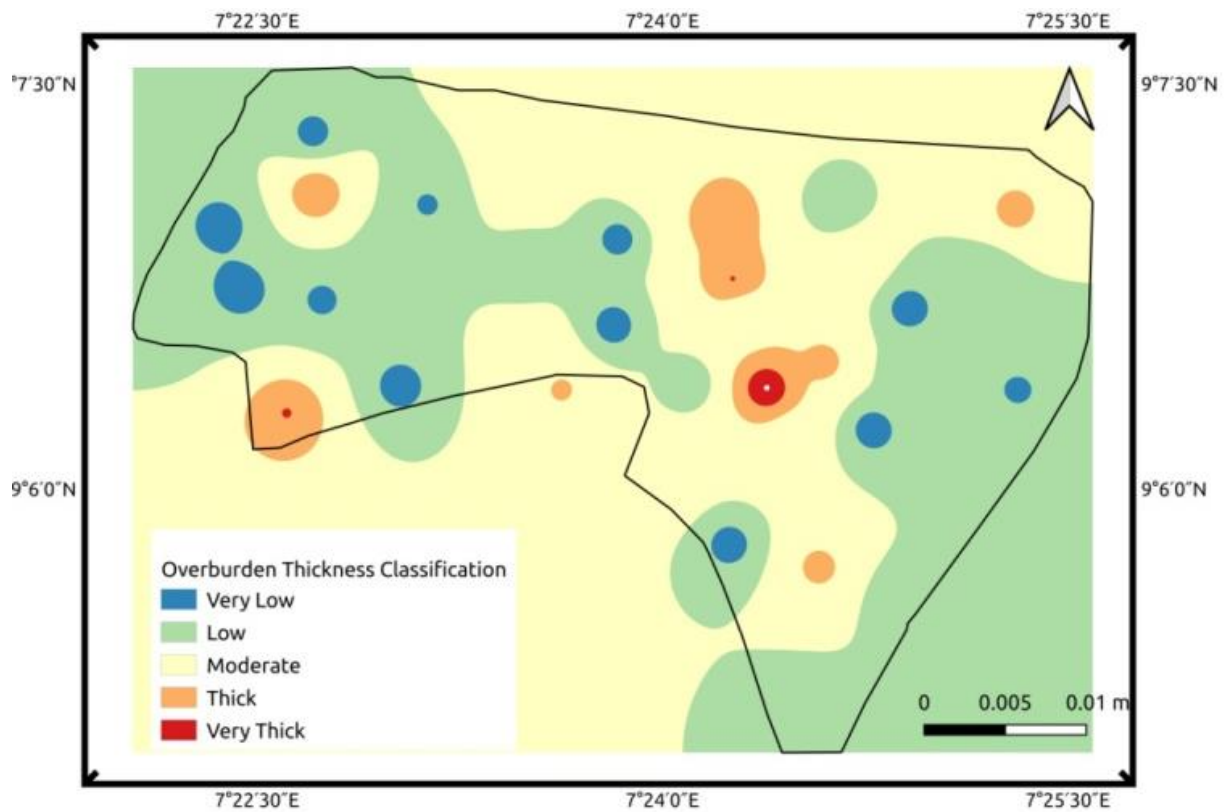 7°22′30″E 7°24′0″E 7°25′30″E
°7′30″N 9°7′30″N
9°6′0″N 9°6′0″N
Overburden Thickness Classification
Very Low
Low
Moderate
Thick
Very Thick
0 0.005 0.01 m
7°22′30″E 7°24′0″E 7°25′30″E